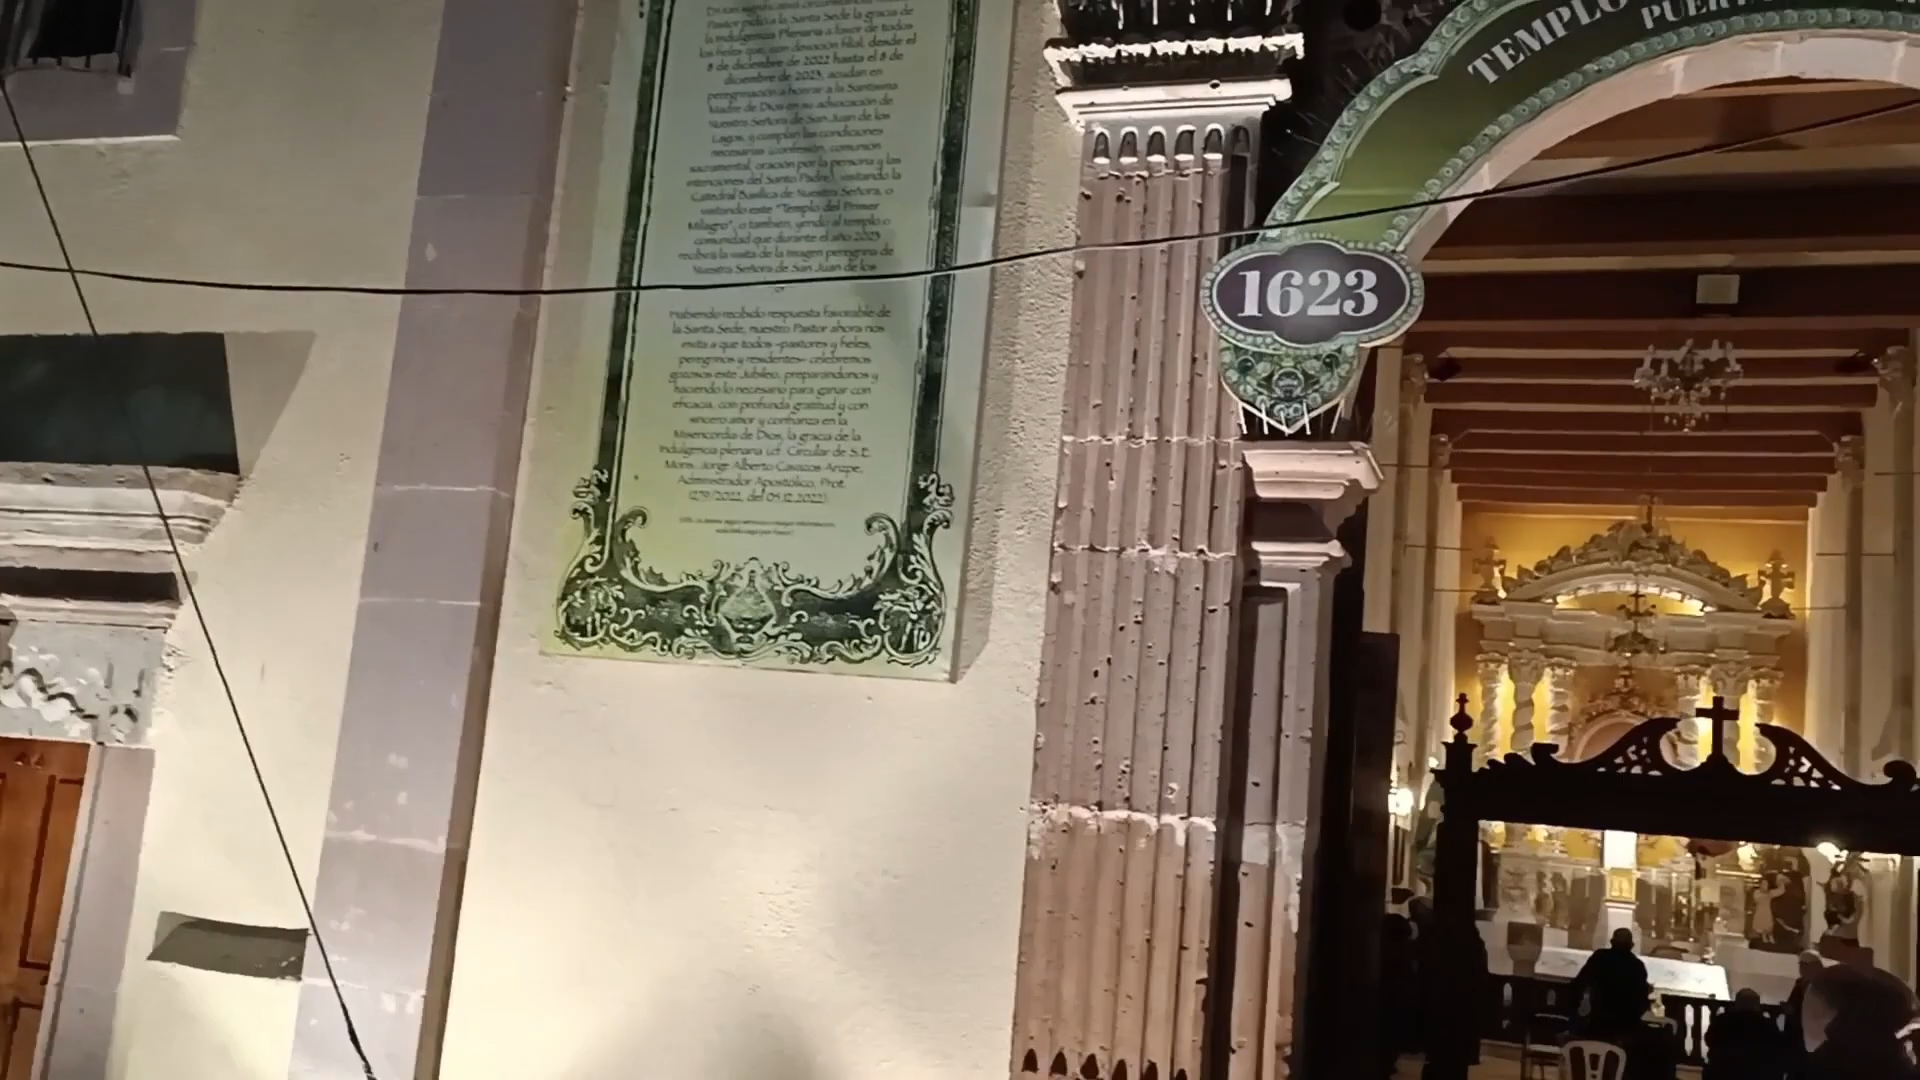 En tan significativa circunstancia nuestro
Pastor pidió a la Santa Sede la gracia de
la Indulgencia Plenaria a favor de todos
los fieles que, con devoción filial, desde el
8 de diciembre de 2022 hasta el 8 de
diciembre de 2023, acudan en
peregrinación a honrar a la Santísima
Madre de Dios en su advocación de
Nuestra Señora de San Juan de los
Lagos, y cumplan las condiciones
necesarias (confesión, comunión
sacramental, oración por la persona y las
intenciones del Santo Padre), visitando la
Catedral Basílica de Nuestra Señora, o
visitando este "Templo del Primer
Milagro", o también, yendo al templo o
comunidad que durante el año 2023
recibirá la visita de la imagen peregrina de
Nuestra Señora de San Juan de los
Habiendo recibido respuesta favorable de
la Santa Sede, nuestro Pastor ahora nos
invita a que todos -pastores y fieles,
peregrinos y residentes- celebremos
gozosos este Jubileo, preparándonos y
haciendo lo necesario para ganar con
eficacia, con profunda gratitud y con
sincero amor y confianza en la
Misericordia de Dios, la gracia de la
Indulgencia plenaria (cf. Circular de S.E.
Mons. Jorge Alberto Cavazos Arizpe,
Administrador Apostólico, Prot.
1279/2022, del 05.12.2022).
TEMPLO
PUERTA
1623